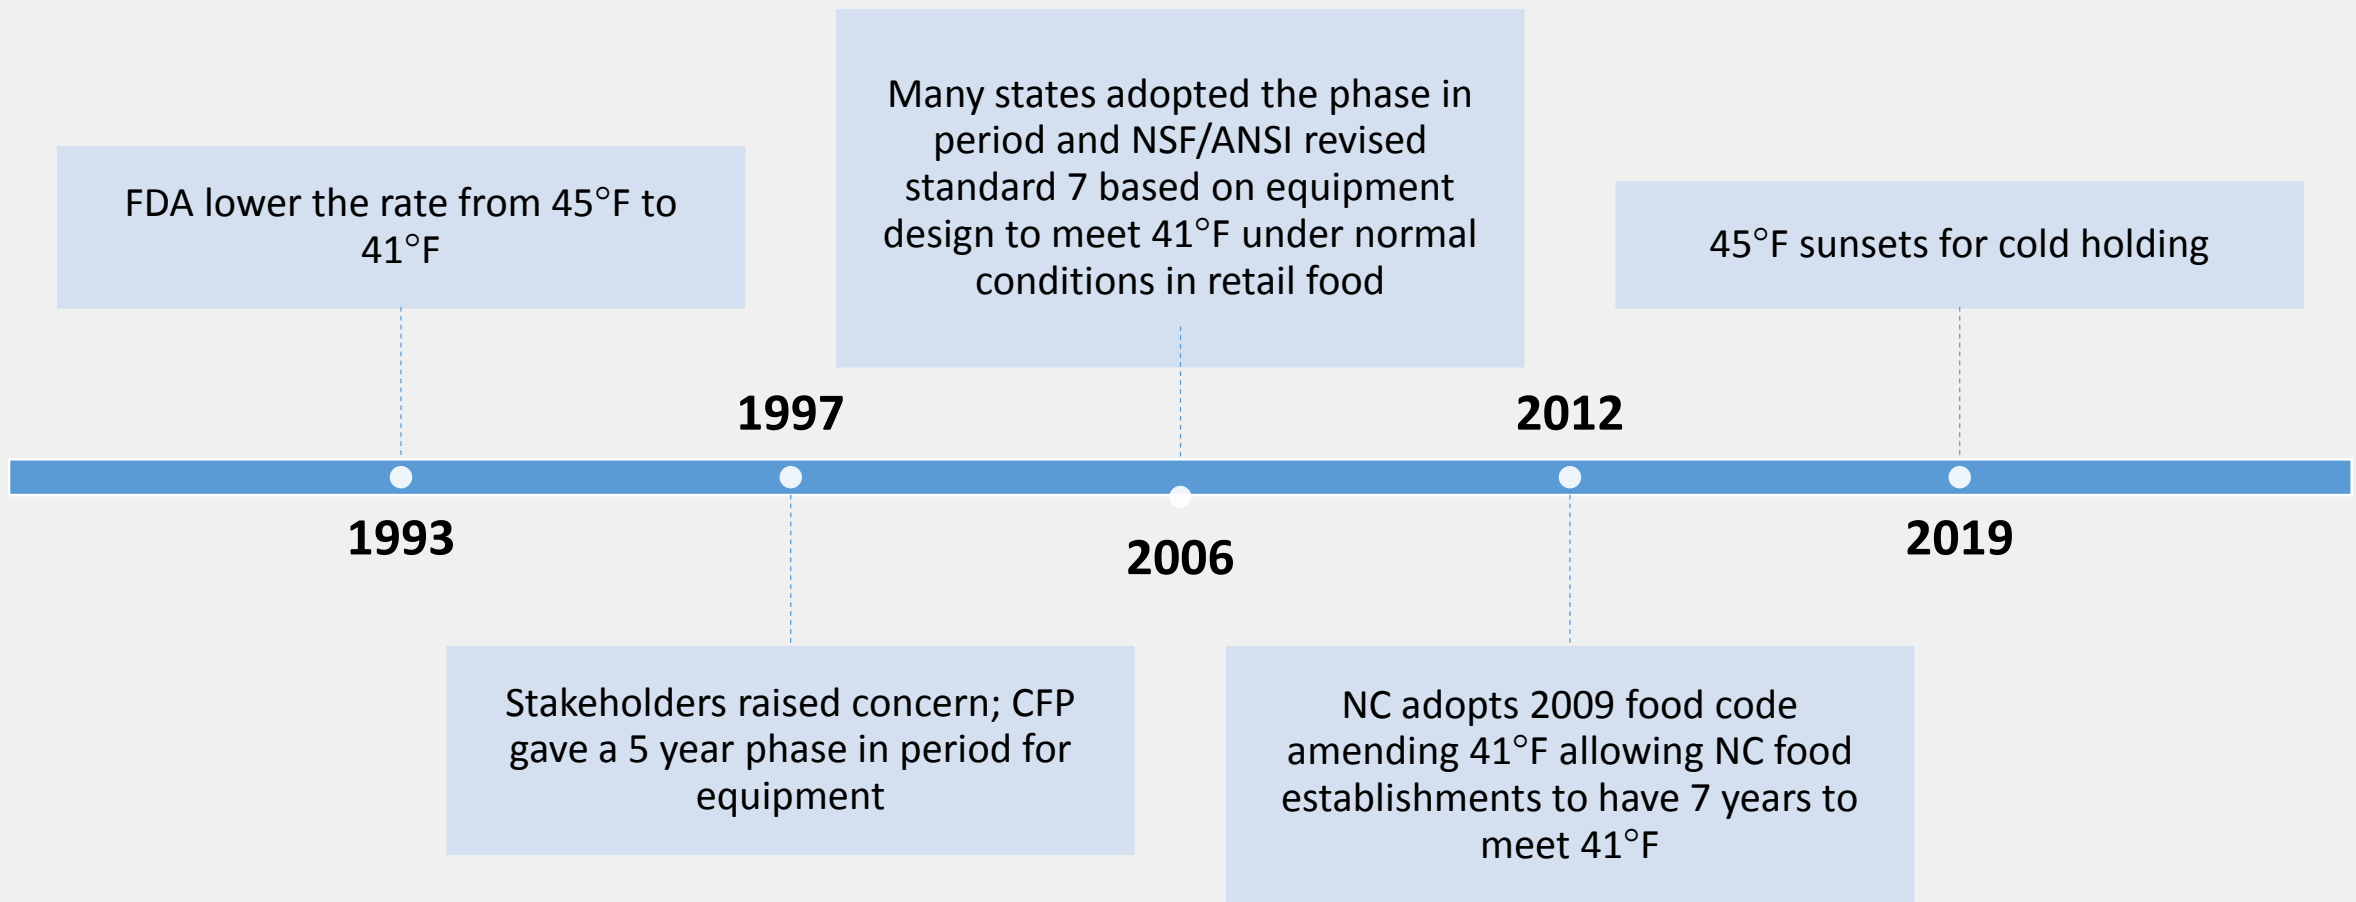 FDA lower the rate from 45°F to
41°F
1993
1997
Stakeholders raised concern; CFP
gave a 5 year phase in period for
equipment
Many states adopted the phase in
period and NSF/ANSI revised
standard 7 based on equipment
design to meet 41°F under normal
conditions in retail food
2006
2012
NC adopts 2009 food code
amending 41°F allowing NC food
establishments to have 7 years to
meet 41°F
45°F sunsets for cold holding
2019